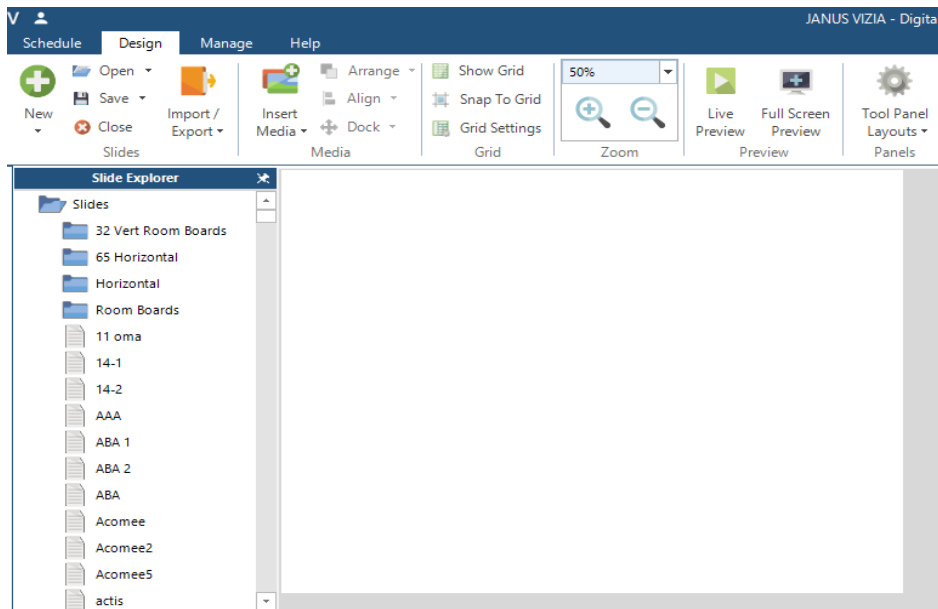 V
JANUS VIZIA - Digita
Schedule Design Manage Help
New
Open
Save
Close
Import /
Export
Slides
Insert
Media
Arrange
Align
Dock
Media
Show Grid
Snap To Grid
Grid Settings
Grid
50%
Zoom
Live
Preview
Full Screen
Preview
Preview
Tool Panel
Layouts
Panels
Slide Explorer
Slides
32 Vert Room Boards
65 Horizontal
Horizontal
Room Boards
11 oma
14-1
14-2
AAA
ABA 1
ABA 2
ABA
Acomee
Acomee2
Acomee5
actis